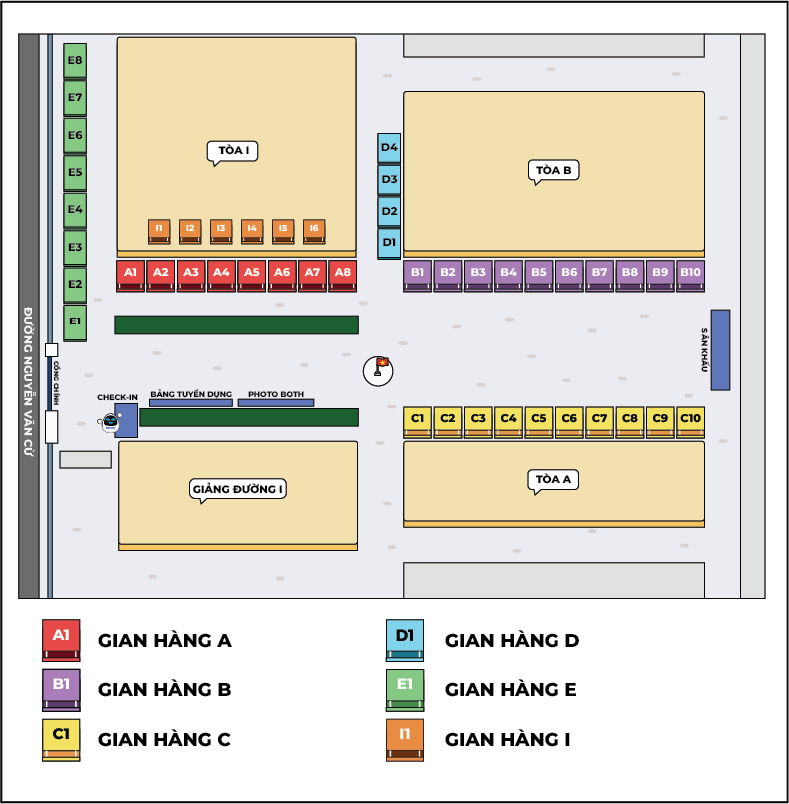 E8
E7
E6
E5
E4
E3
E2
E1
TÒA I
I1 I2 I3 I4 I5 I6
A1 A2 A3 A4 A5 A6 A7 A8
D4
D3
D2
D1
TÒA B
B1 B2 B3 B4 B5 B6 B7 B8 B9 B10
ĐƯỜNG NGUYỄN VĂN CỪ
CỔNG CHÍNH
SÂN KHẤU
CHECK-IN
BẢNG TUYỂN DỤNG
PHOTO BOTH
C1 C2 C3 C4 C5 C6 C7 C8 C9 C10
GIẢNG ĐƯỜNG I
TÒA A
A1 GIAN HÀNG A
B1 GIAN HÀNG B
C1 GIAN HÀNG C
D1 GIAN HÀNG D
E1 GIAN HÀNG E
I1 GIAN HÀNG I